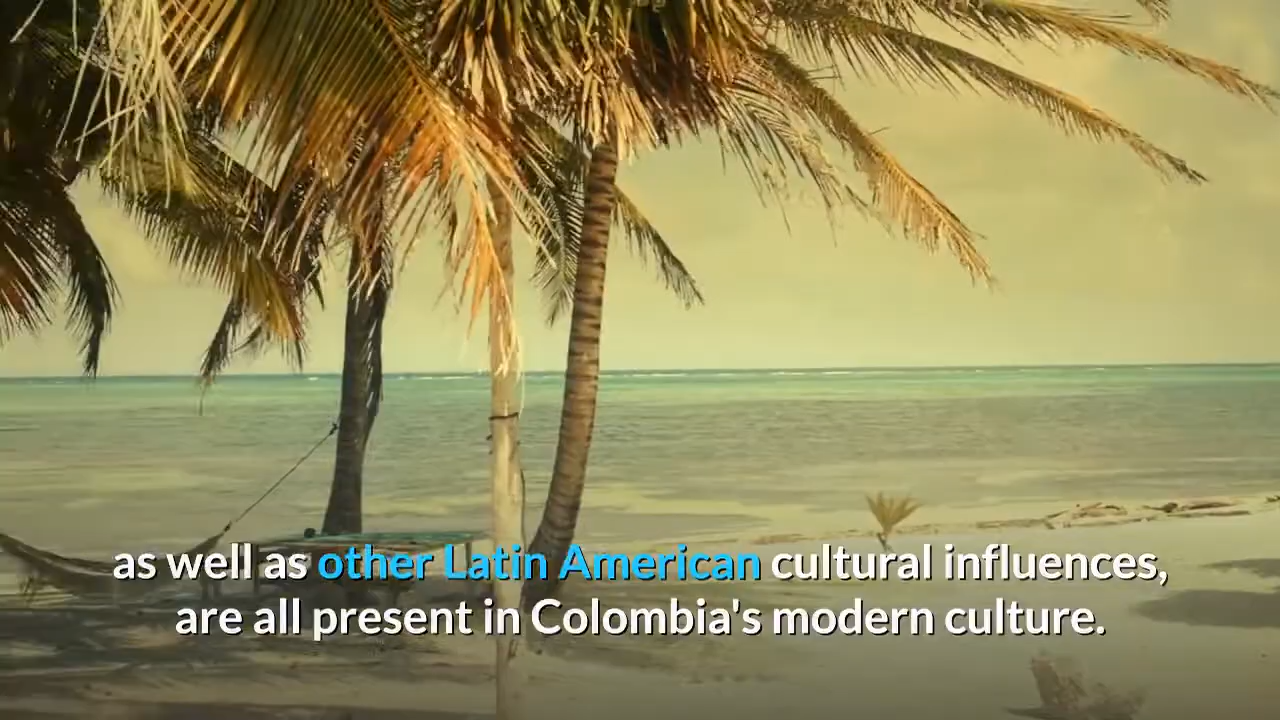 as well as other Latin American cultural influences,
are all present in Colombia's modern culture.